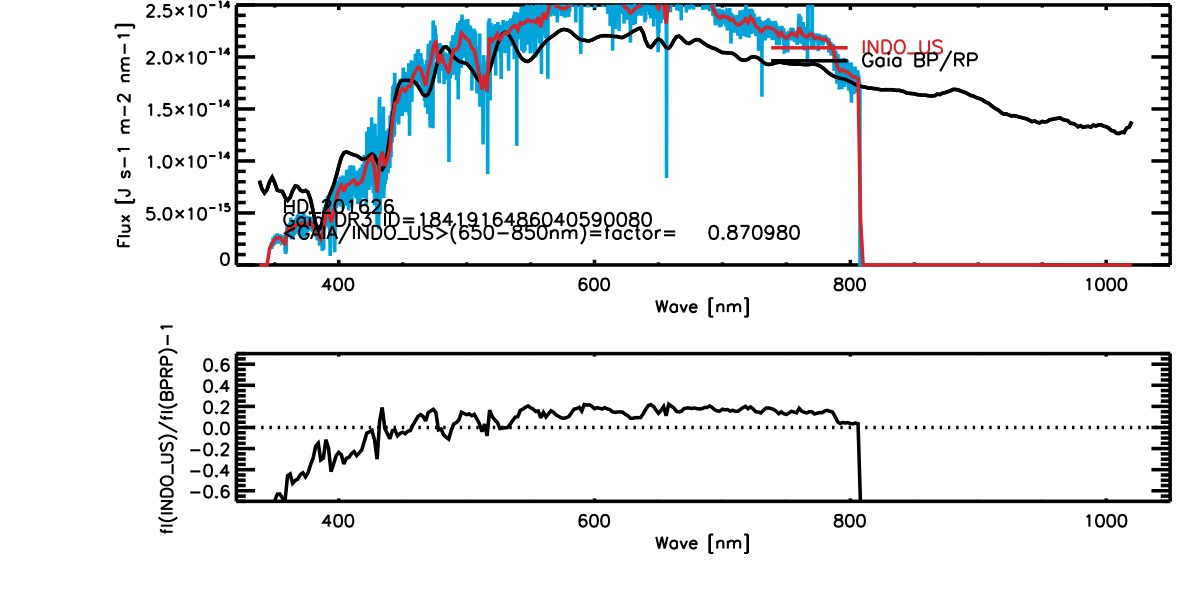 2.5×10⁻¹⁴
2.0×10⁻¹⁴
1.5×10⁻¹⁴
1.0×10⁻¹⁴
5.0×10⁻¹⁵
0
Flux [J s−1 m−2 nm−1]
INDO_US
Gaia BP/RP
HD_201626
Gaia DR3 ID= 1841916486040590080
<GAIA/INDO_US>(650−850nm)=factor= 0.870980
400 600 800 1000
Wave [nm]
0.6
0.4
0.2
0.0
−0.2
−0.4
−0.6
fl(INDO_US)/fl(BPRP)−1
400 600 800 1000
Wave [nm]